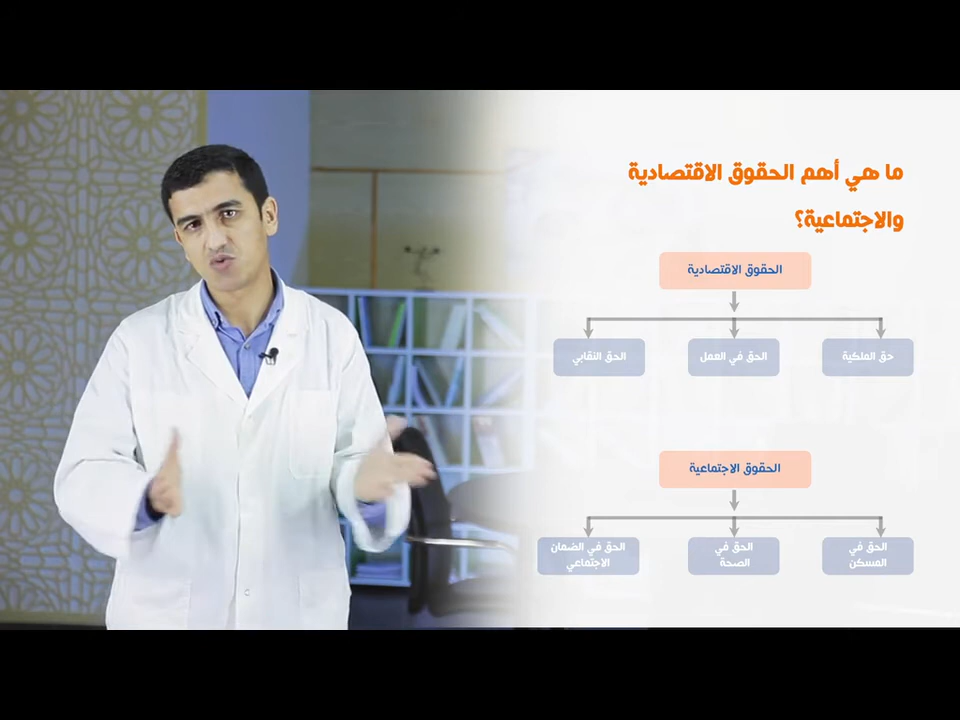 ما هي أهم الحقوق الاقتصادية
والاجتماعية؟
الحقوق الاقتصادية
حق الملكية
الحق في العمل
الحق النقابي
الحقوق الاجتماعية
الحق في
المسكن
الحق في
الصحة
الحق في الضمان
الاجتماعي